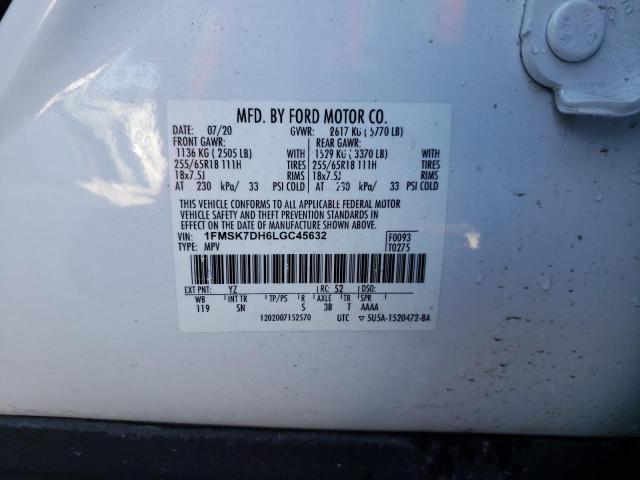 MFD. BY FORD MOTOR CO.
DATE: 07/20 GVWR: 2617 KG ( 5770 LB)
FRONT GAWR: REAR GAWR:
1136 KG ( 2505 LB) WITH 1529 KG ( 3370 LB) WITH
255/65R18 111H TIRES 255/65R18 111H TIRES
18x7.5J RIMS 18x7.5J RIMS
AT 230 kPa/ 33 PSI COLD AT 230 kPa/ 33 PSI COLD
THIS VEHICLE CONFORMS TO ALL APPLICABLE FEDERAL MOTOR
VEHICLE SAFETY AND THEFT PREVENTION STANDARDS IN
EFFECT ON THE DATE OF MANUFACTURE SHOWN ABOVE.
VIN: 1FMSK7DH6LGC45632 F0093
TYPE: MPV T0275
EXT PNT: YZ RC: 52 DSO:
WB INT TR TP/PS R AXLE TR SPR
119 SN S 3B T AAAA
1202007152570 UTC ▽ 5U5A-1520472-BA